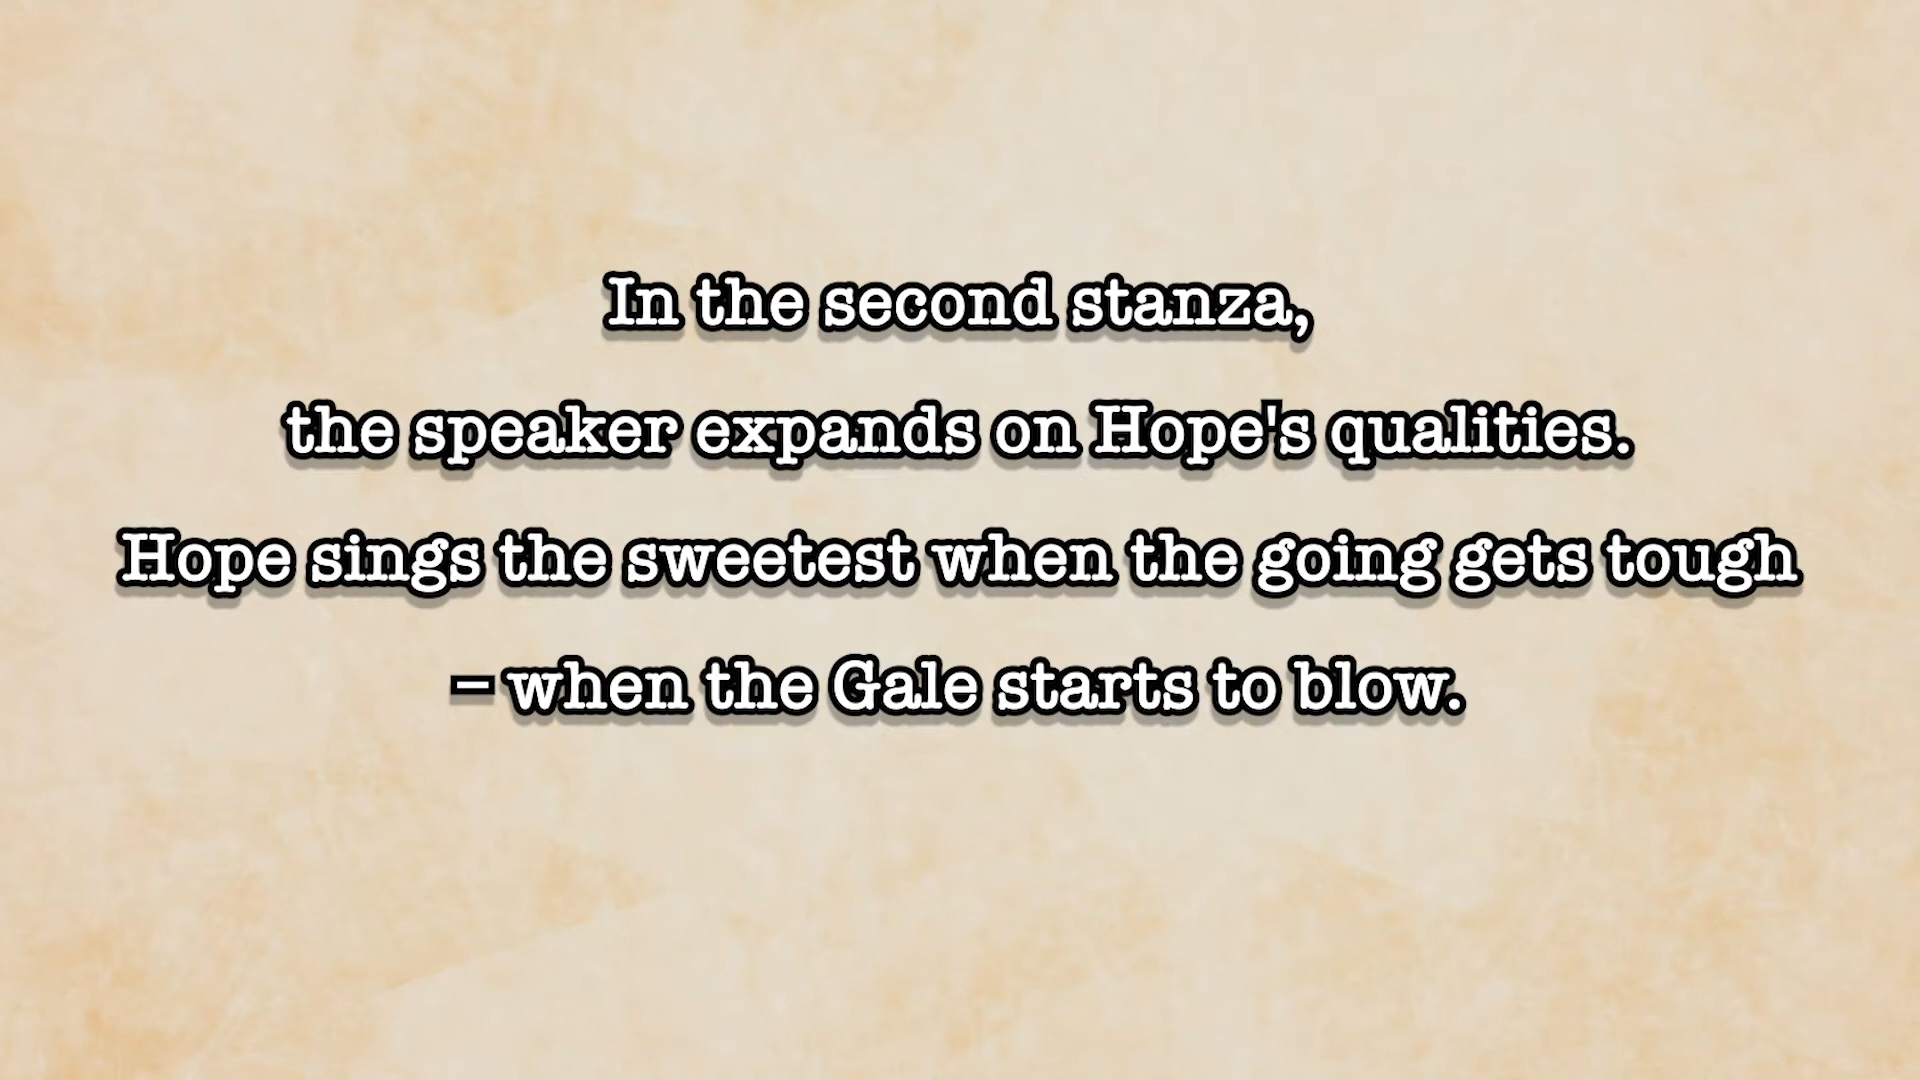 In the second stanza,
the speaker expands on Hope's qualities.
Hope sings the sweetest when the going gets tough
– when the Gale starts to blow.